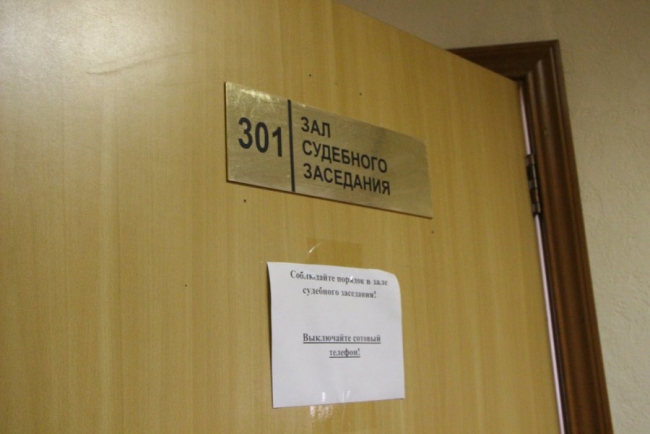 301
ЗАЛ
СУДЕБНОГО
ЗАСЕДАНИЯ
Соблюдайте порядок в зале
судебного заседания!
Выключайте сотовый
телефон!